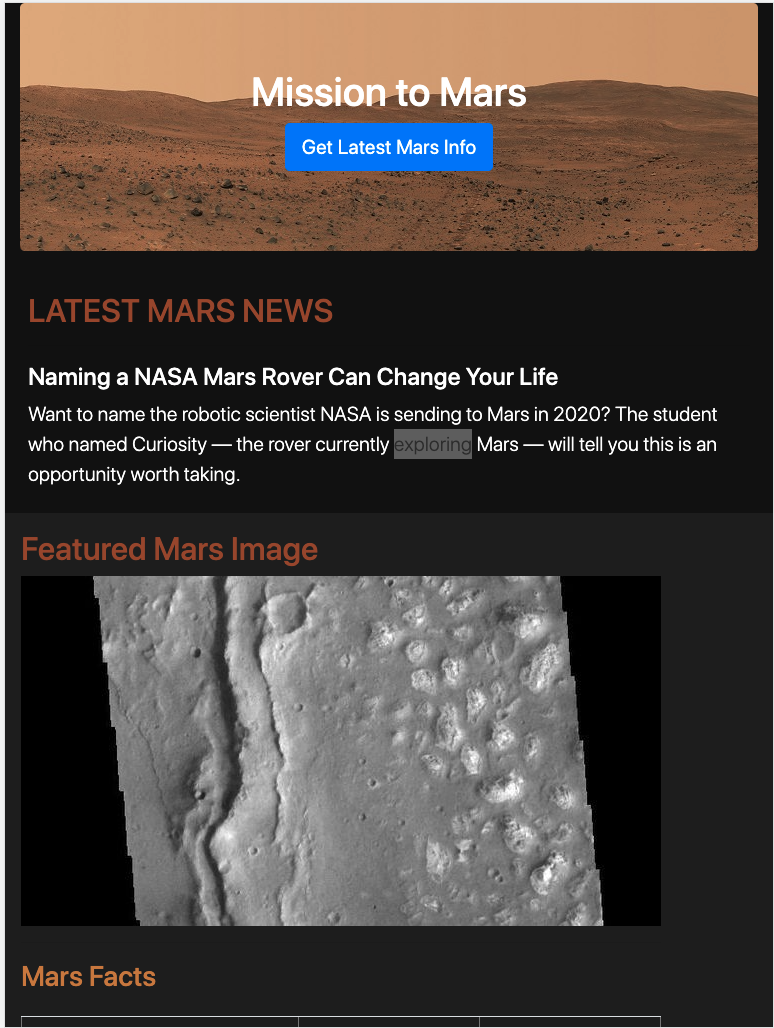 Mission to Mars
Get Latest Mars Info
LATEST MARS NEWS
Naming a NASA Mars Rover Can Change Your Life
Want to name the robotic scientist NASA is sending to Mars in 2020? The student
who named Curiosity — the rover currently exploring Mars — will tell you this is an
opportunity worth taking.
Featured Mars Image
Mars Facts